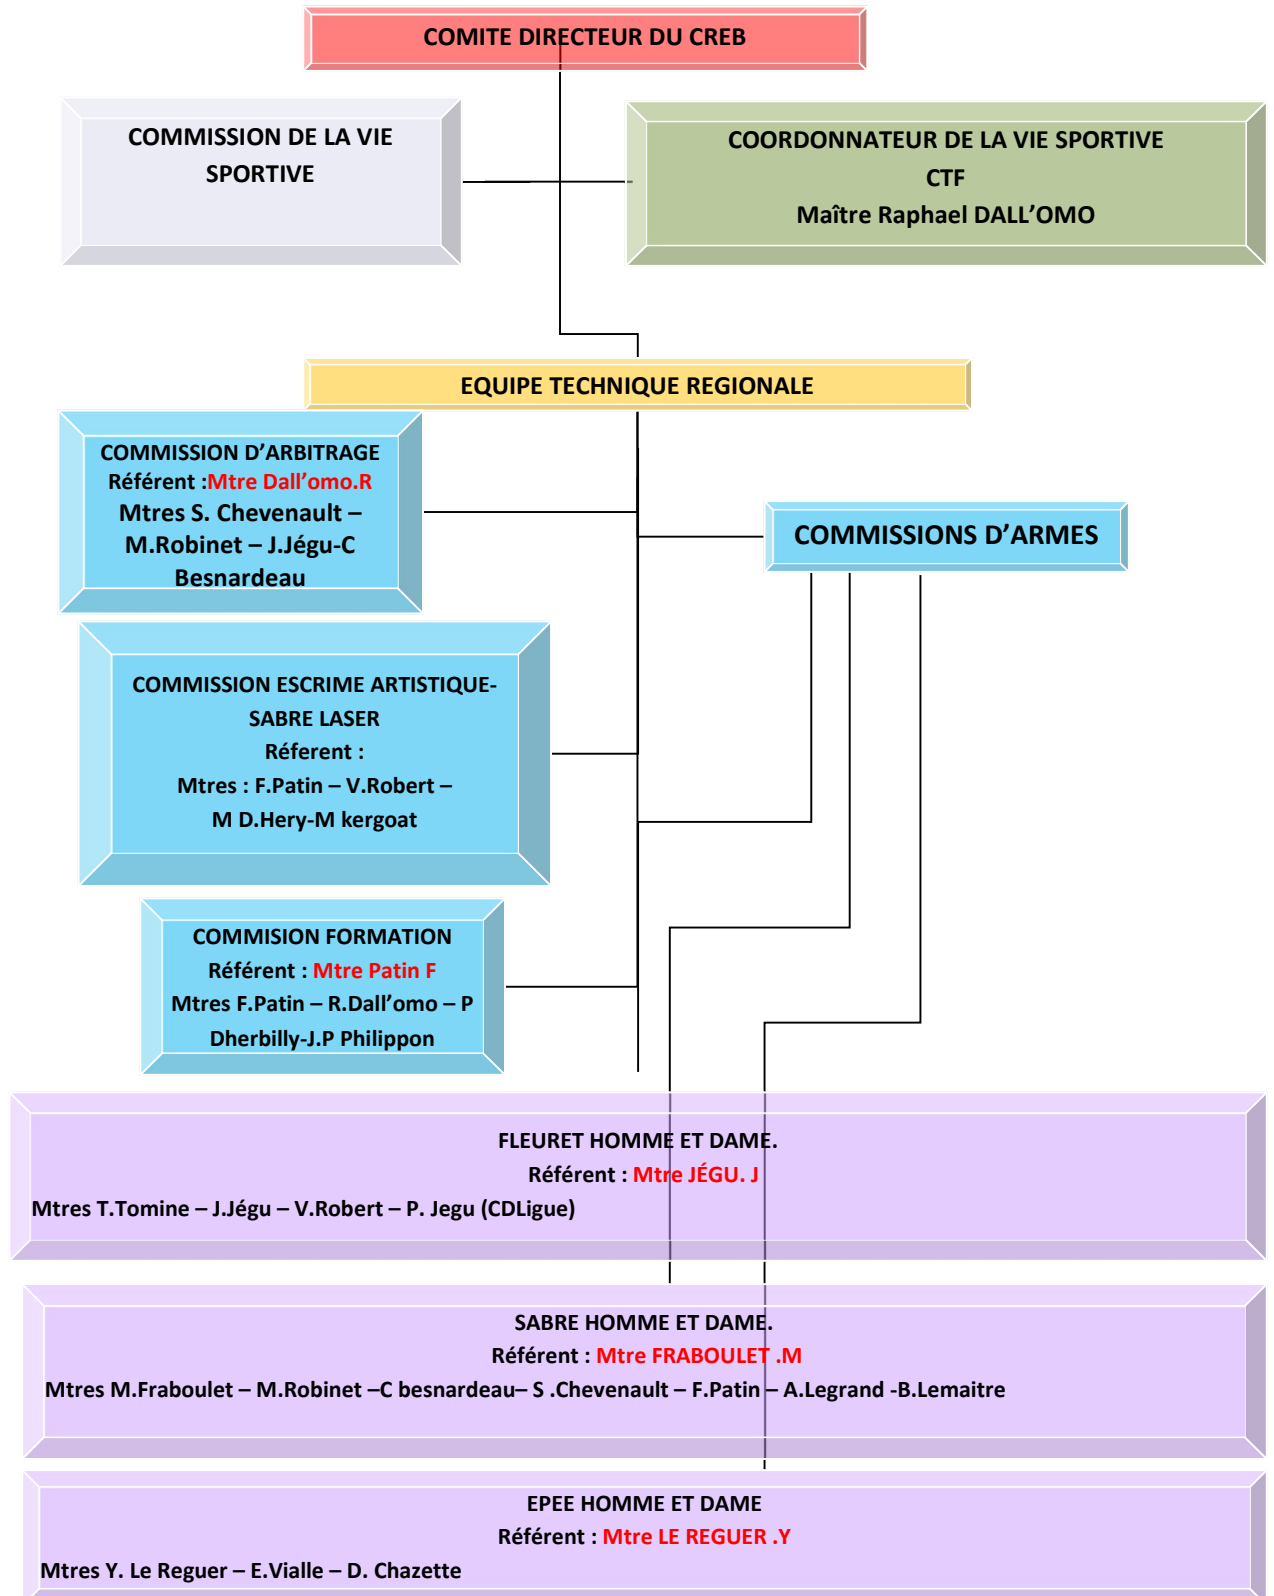 COMITE DIRECTEUR DU CREB
COMMISSION DE LA VIE
SPORTIVE
COORDONNATEUR DE LA VIE SPORTIVE
CTF
Maître Raphael DALL’OMO
EQUIPE TECHNIQUE REGIONALE
COMMISSION D’ARBITRAGE
Référent :Mtre Dall’omo.R
Mtres S. Chevenault –
M.Robinet – J.Jégu-C
Besnardeau
COMMISSIONS D’ARMES
COMMISSION ESCRIME ARTISTIQUE-
SABRE LASER
Réferent :
Mtres : F.Patin – V.Robert –
M D.Hery-M kergoat
COMMISION FORMATION
Référent : Mtre Patin F
Mtres F.Patin – R.Dall’omo – P
Dherbilly-J.P Philippon
FLEURET HOMME ET DAME.
Référent : Mtre JÉGU. J
Mtres T.Tomine – J.Jégu – V.Robert – P. Jegu (CDLigue)
SABRE HOMME ET DAME.
Référent : Mtre FRABOULET .M
Mtres M.Fraboulet – M.Robinet –C besnardeau– S .Chevenault – F.Patin – A.Legrand -B.Lemaitre
EPEE HOMME ET DAME
Référent : Mtre LE REGUER .Y
Mtres Y. Le Reguer – E.Vialle – D. Chazette